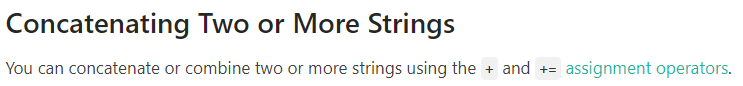 Concatenating Two or More Strings
You can concatenate or combine two or more strings using the + and += assignment operators.